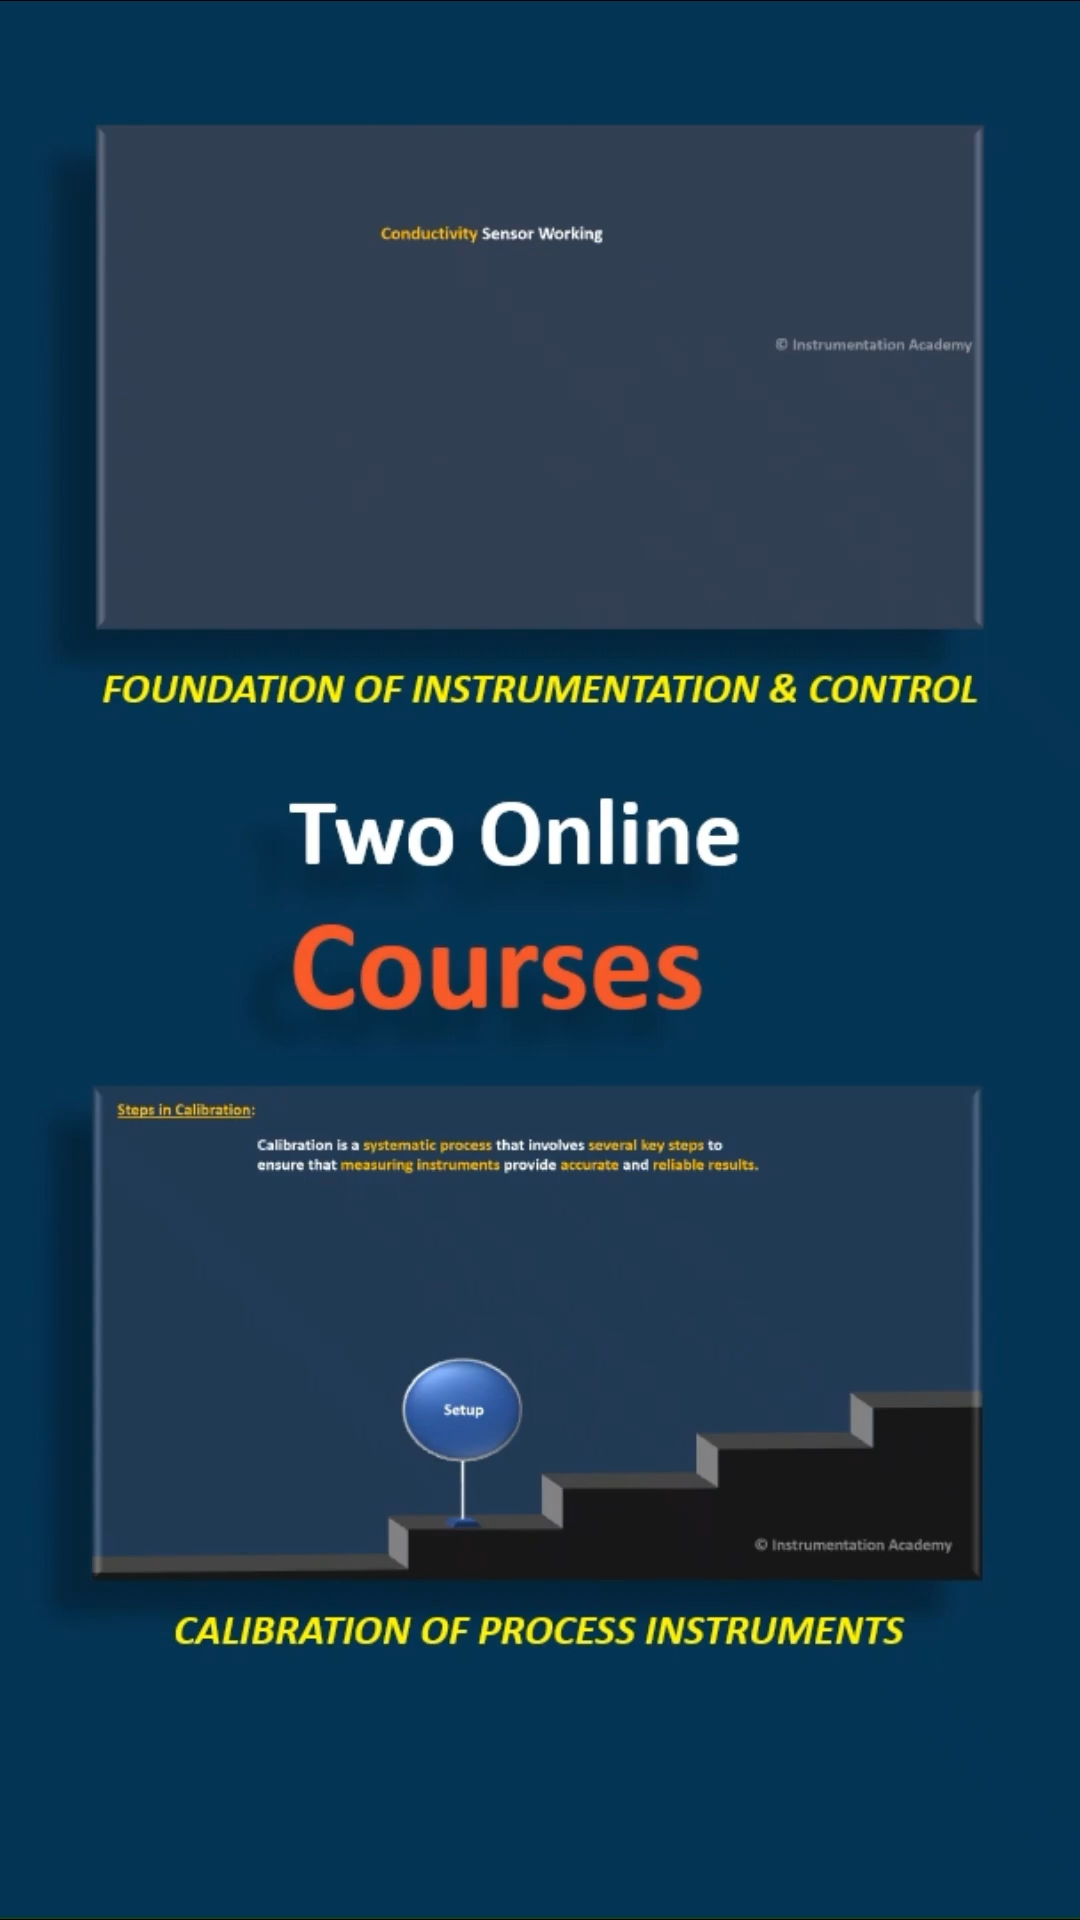 Conductivity Sensor Working
© Instrumentation Academy
FOUNDATION OF INSTRUMENTATION & CONTROL
Two Online
Courses
Steps in Calibration:
Calibration is a systematic process that involves several key steps to
ensure that measuring instruments provide accurate and reliable results.
Setup
© Instrumentation Academy
CALIBRATION OF PROCESS INSTRUMENTS